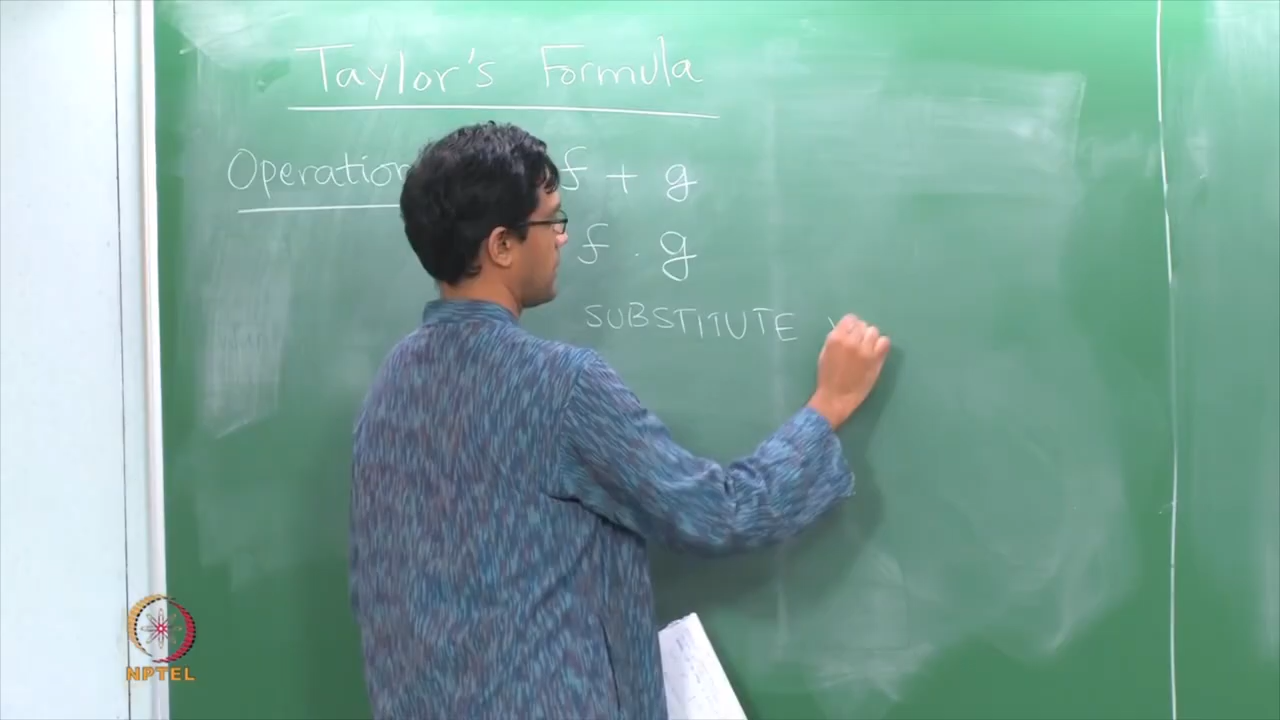 Taylor's Formula
Operation f + g
f . g
SUBSTITUTE
NPTEL